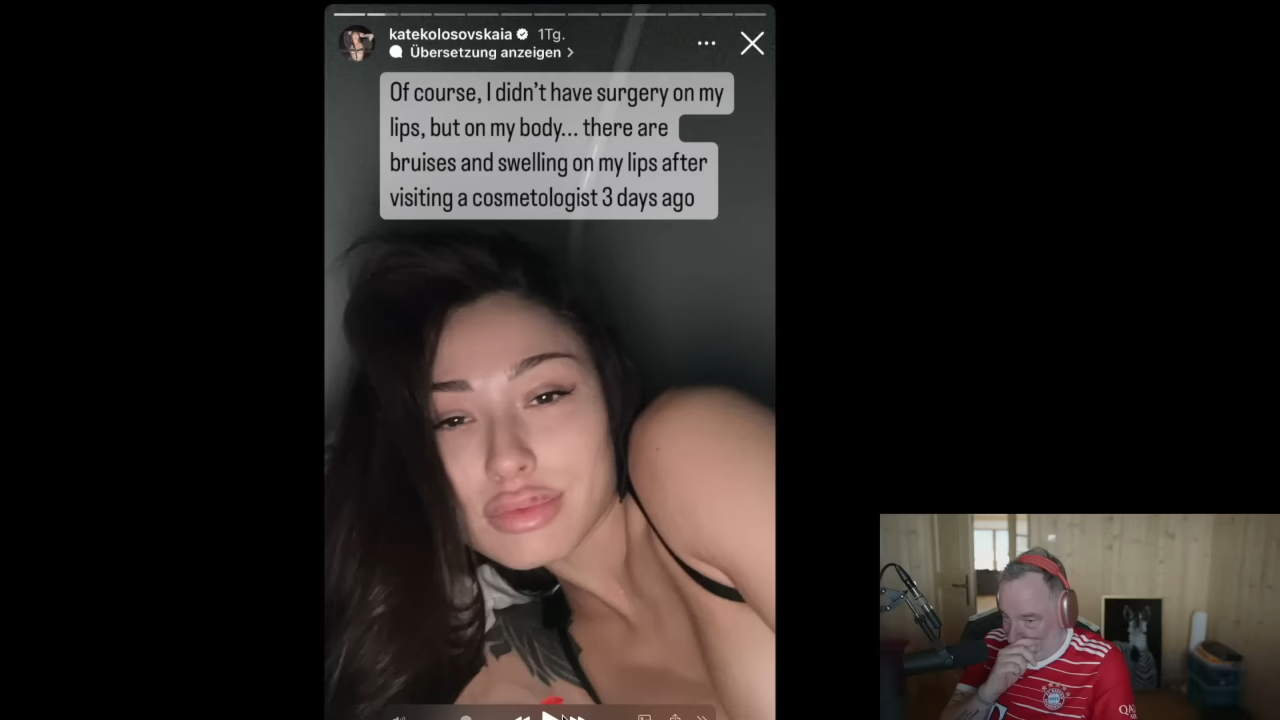 katekolosovskaia 1Tg.
Übersetzung anzeigen
Of course, I didn't have surgery on my
lips, but on my body... there are
bruises and swelling on my lips after
visiting a cosmetologist 3 days ago